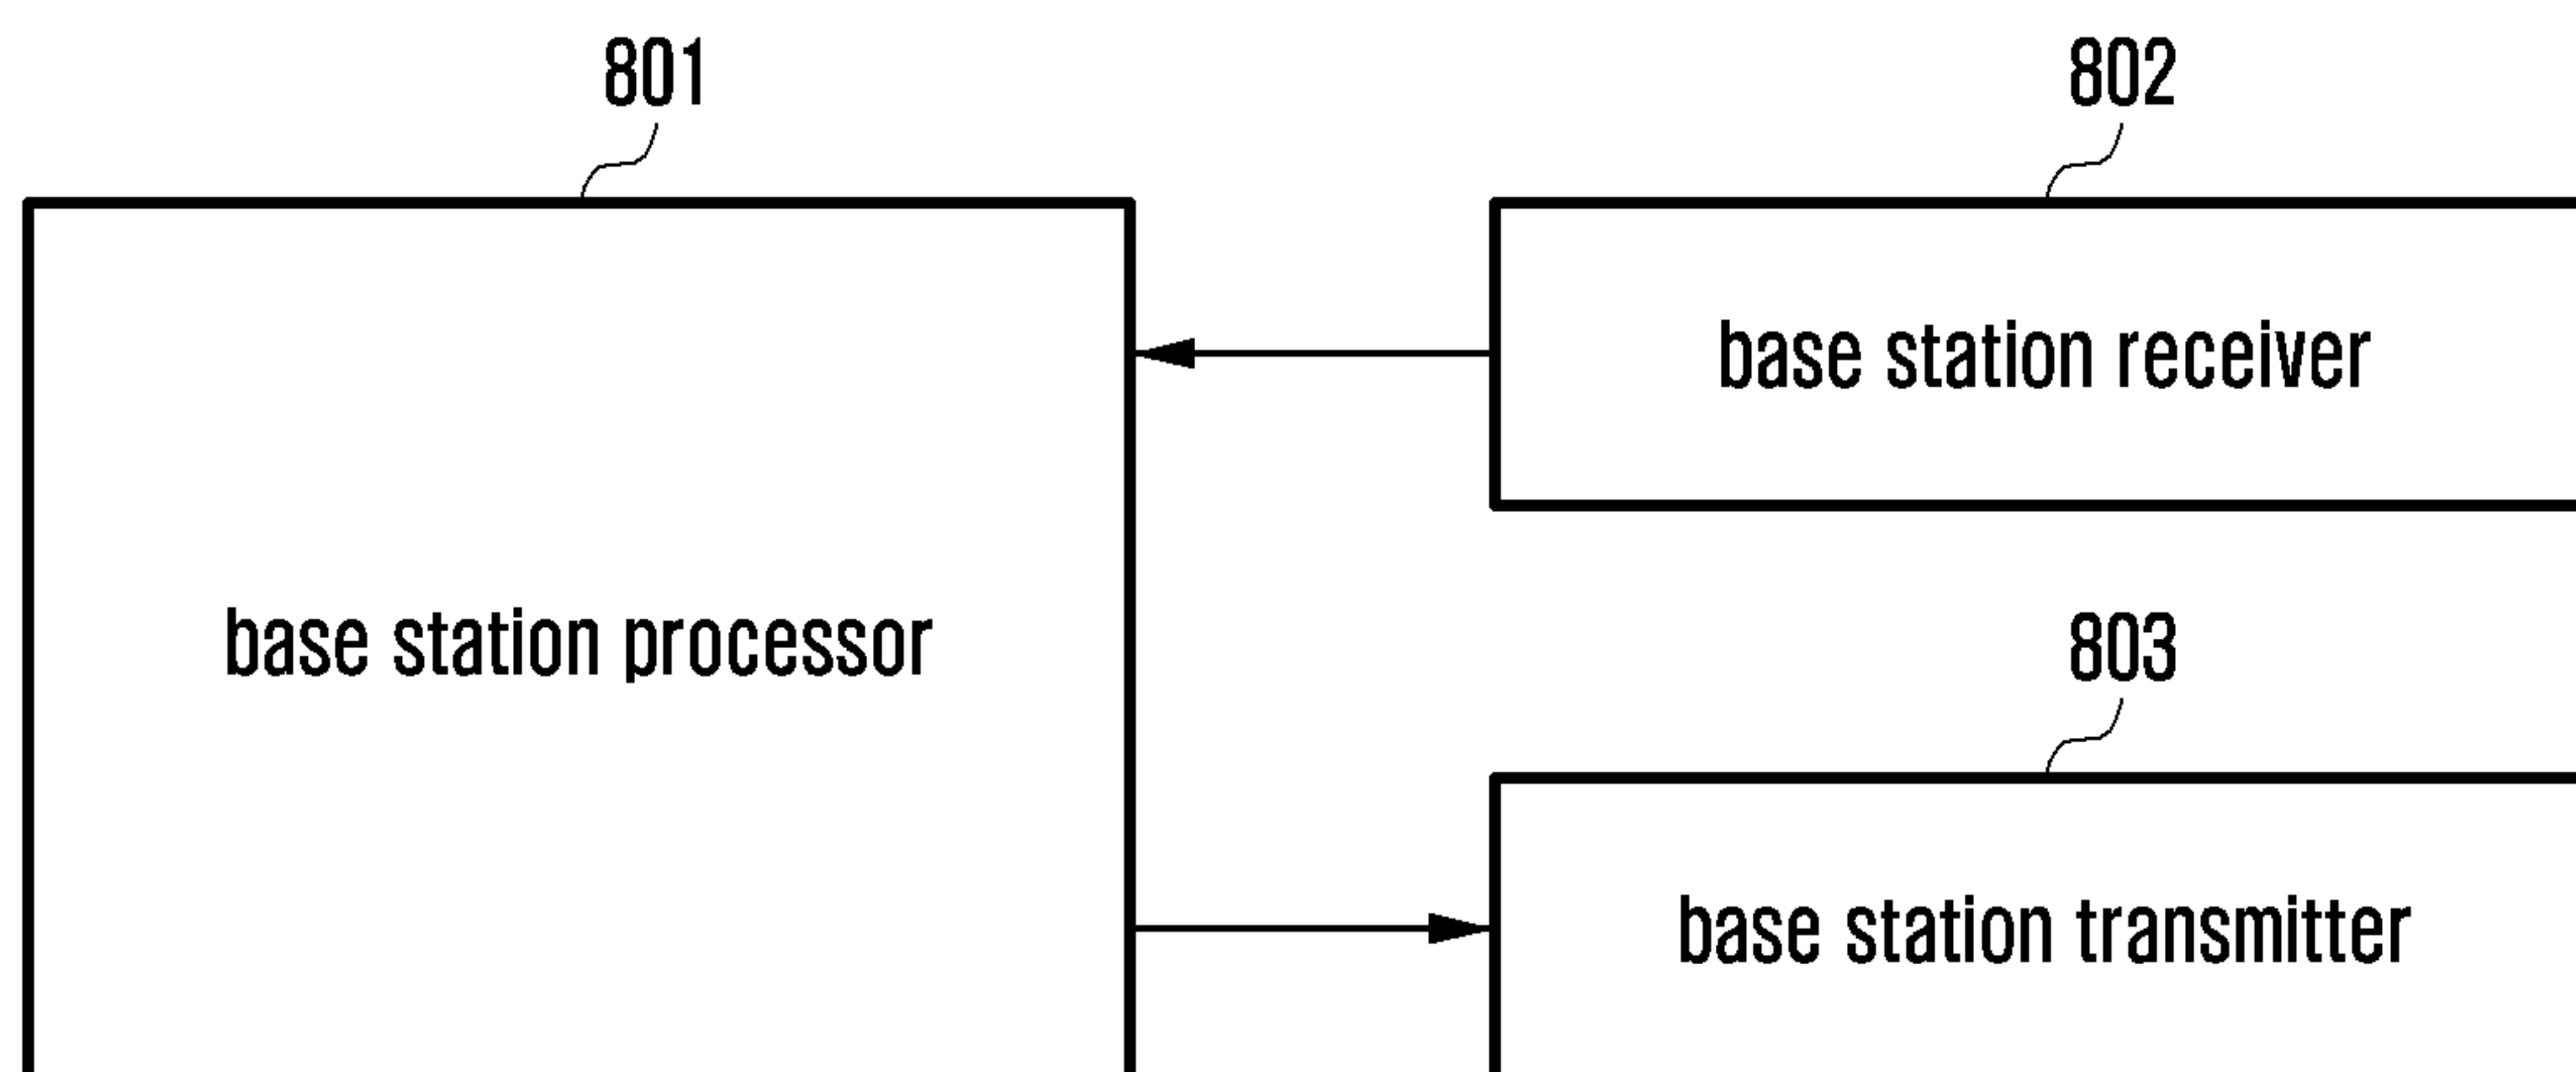 801
802
base station receiver
base station processor
803
base station transmitter